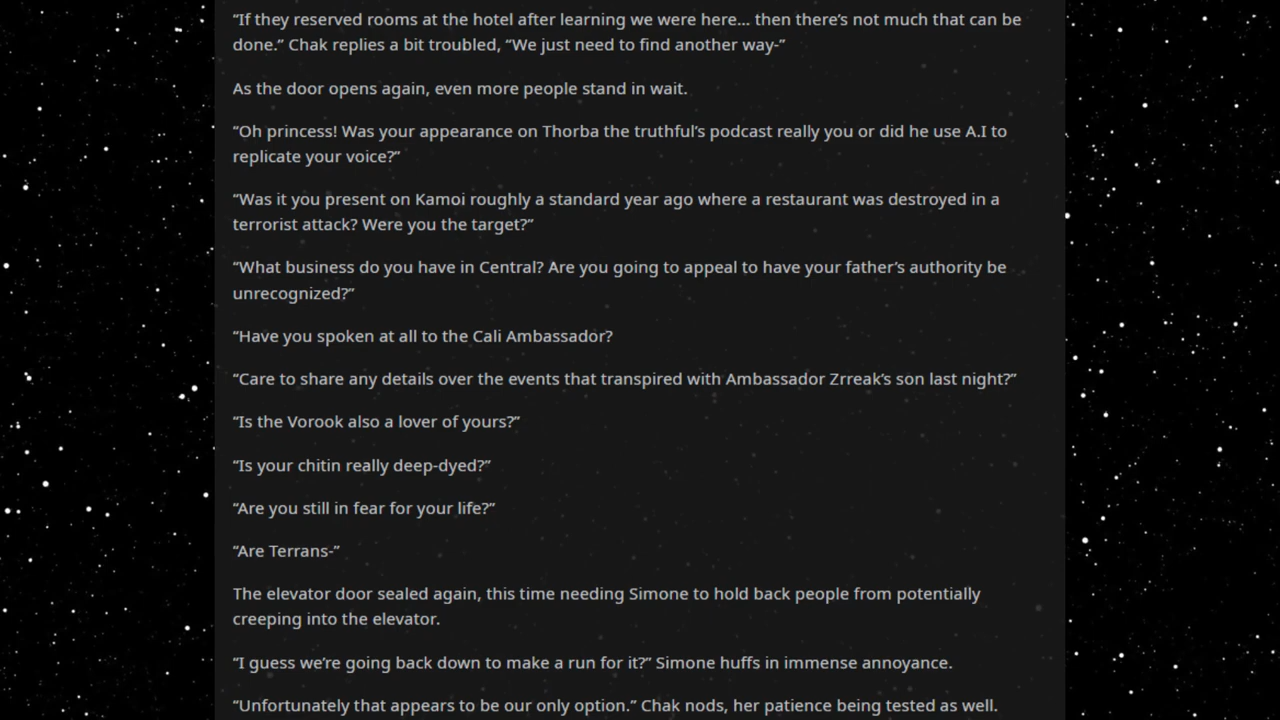 “If they reserved rooms at the hotel after learning we were here... then there’s not much that can be
done.” Chak replies a bit troubled, “We just need to find another way-”
As the door opens again, even more people stand in wait.
“Oh princess! Was your appearance on Thorba the truthful’s podcast really you or did he use A.I to
replicate your voice?”
“Was it you present on Kamoi roughly a standard year ago where a restaurant was destroyed in a
terrorist attack? Were you the target?”
“What business do you have in Central? Are you going to appeal to have your father’s authority be
unrecognized?”
“Have you spoken at all to the Cali Ambassador?
“Care to share any details over the events that transpired with Ambassador Zrreak’s son last night?”
“Is the Vorook also a lover of yours?”
“Is your chitin really deep-dyed?”
“Are you still in fear for your life?”
“Are Terrans-”
The elevator door sealed again, this time needing Simone to hold back people from potentially
creeping into the elevator.
“I guess we’re going back down to make a run for it?” Simone huffs in immense annoyance.
“Unfortunately that appears to be our only option.” Chak nods, her patience being tested as well.